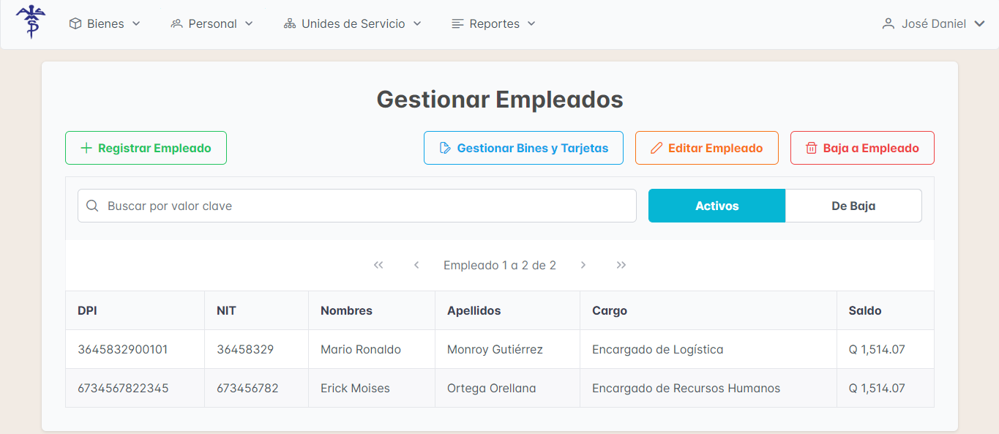 Bienes Personal Unides de Servicio Reportes José Daniel
Gestionar Empleados
Registrar Empleado Gestionar Bines y Tarjetas Editar Empleado Baja a Empleado
Buscar por valor clave Activos De Baja
Empleado 1 a 2 de 2
DPI NIT Nombres Apellidos Cargo Saldo
3645832900101 36458329 Mario Ronaldo Monroy Gutiérrez Encargado de Logística Q 1,514.07
6734567822345 673456782 Erick Moises Ortega Orellana Encargado de Recursos Humanos Q 1,514.07